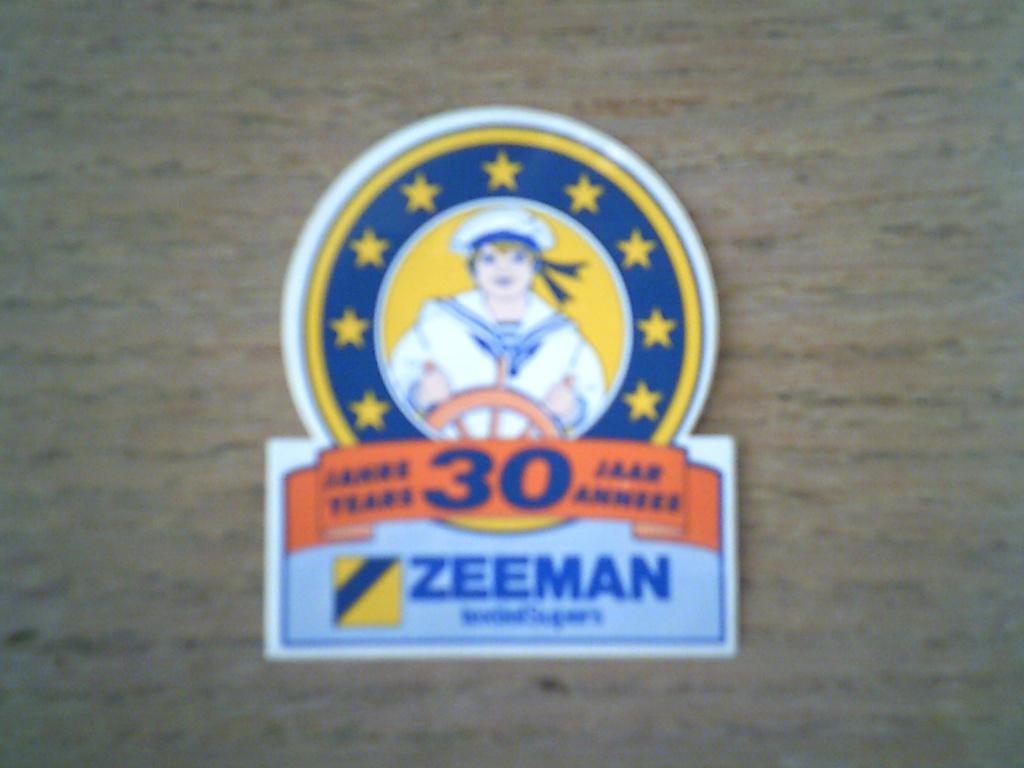 JAHRE 30 JAAR
YEARS ANNEES
ZEEMAN
textielSupers